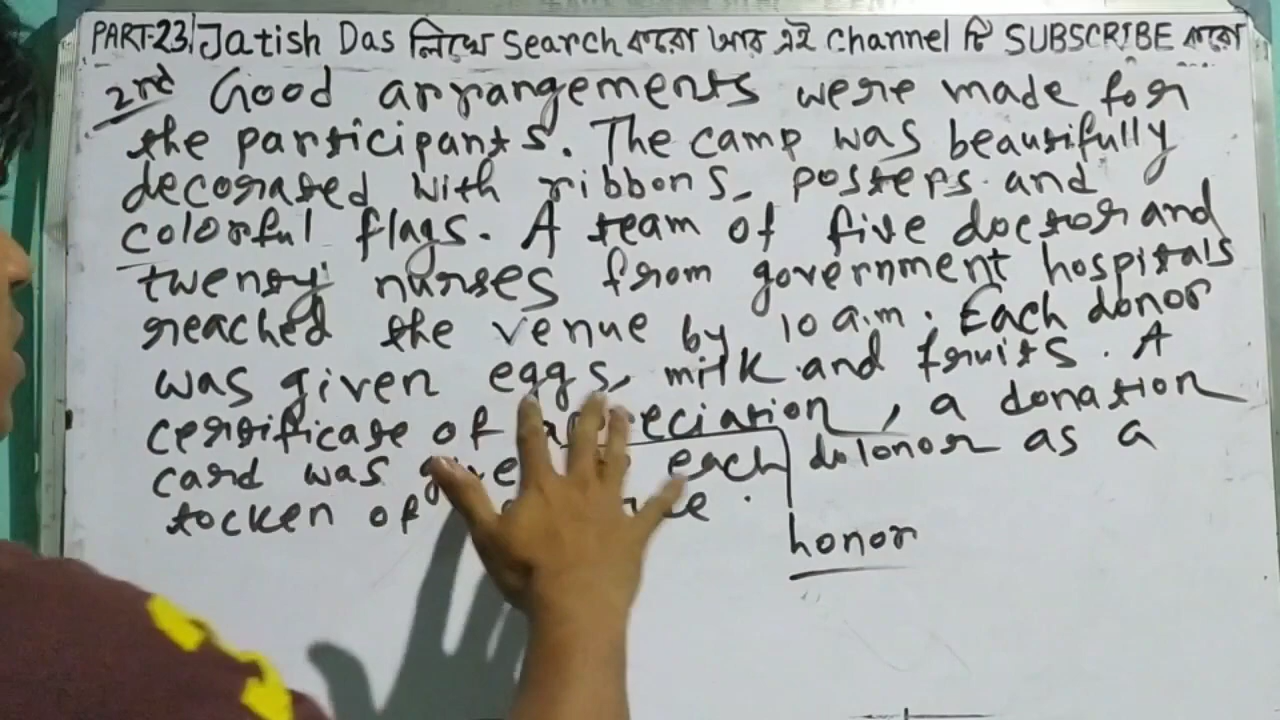 PART-23 Jatish Das লিখে Search করো আর এই channel টি SUBSCRIBE করো
2nd Good arrangements were made for
the participants. The camp was beautifully
decorated with ribbons, posters and
colorful flags. A team of five doctor and
twenty nurses from government hospitals
reached the venue by 10 a.m. Each donor
was given eggs, milk and fruits. A
certificate of appreciation, a donation
card was each dolonor as a
tocken of
honor